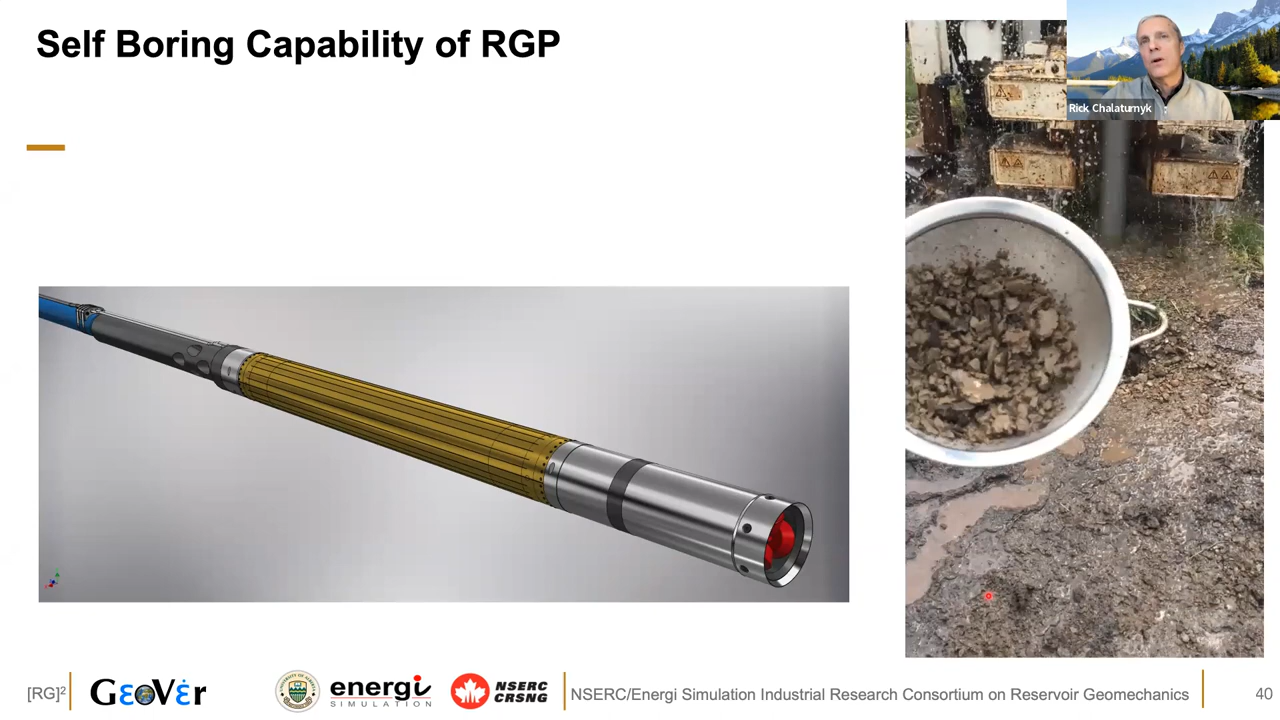 Self Boring Capability of RGP
Rick Chalaturnyk
[RG]²
GEOVER
energi
SIMULATION
NSERC
CRSNG
NSERC/Energi Simulation Industrial Research Consortium on Reservoir Geomechanics
40